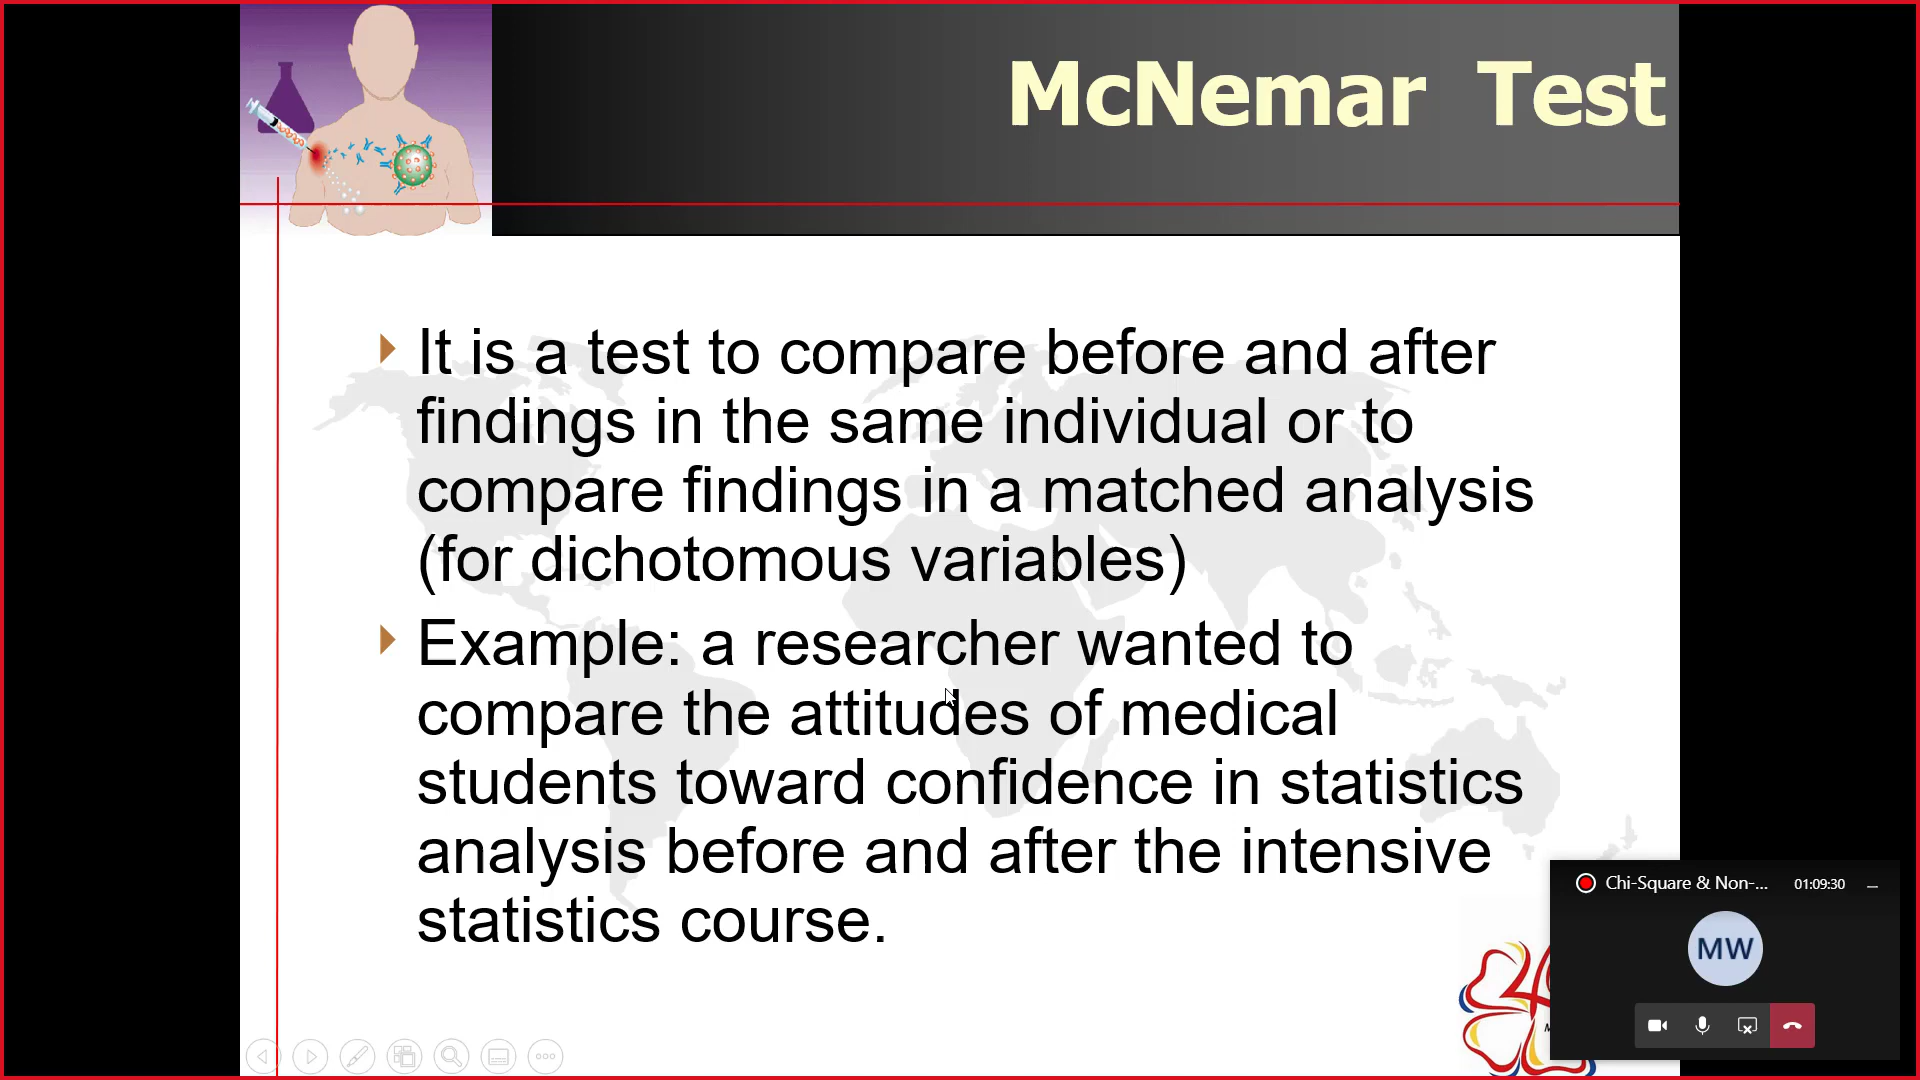 McNemar Test
It is a test to compare before and after
findings in the same individual or to
compare findings in a matched analysis
(for dichotomous variables)
Example: a researcher wanted to
compare the attitudes of medical
students toward confidence in statistics
analysis before and after the intensive
statistics course.
Chi-Square & Non-... 01:09:30
MW